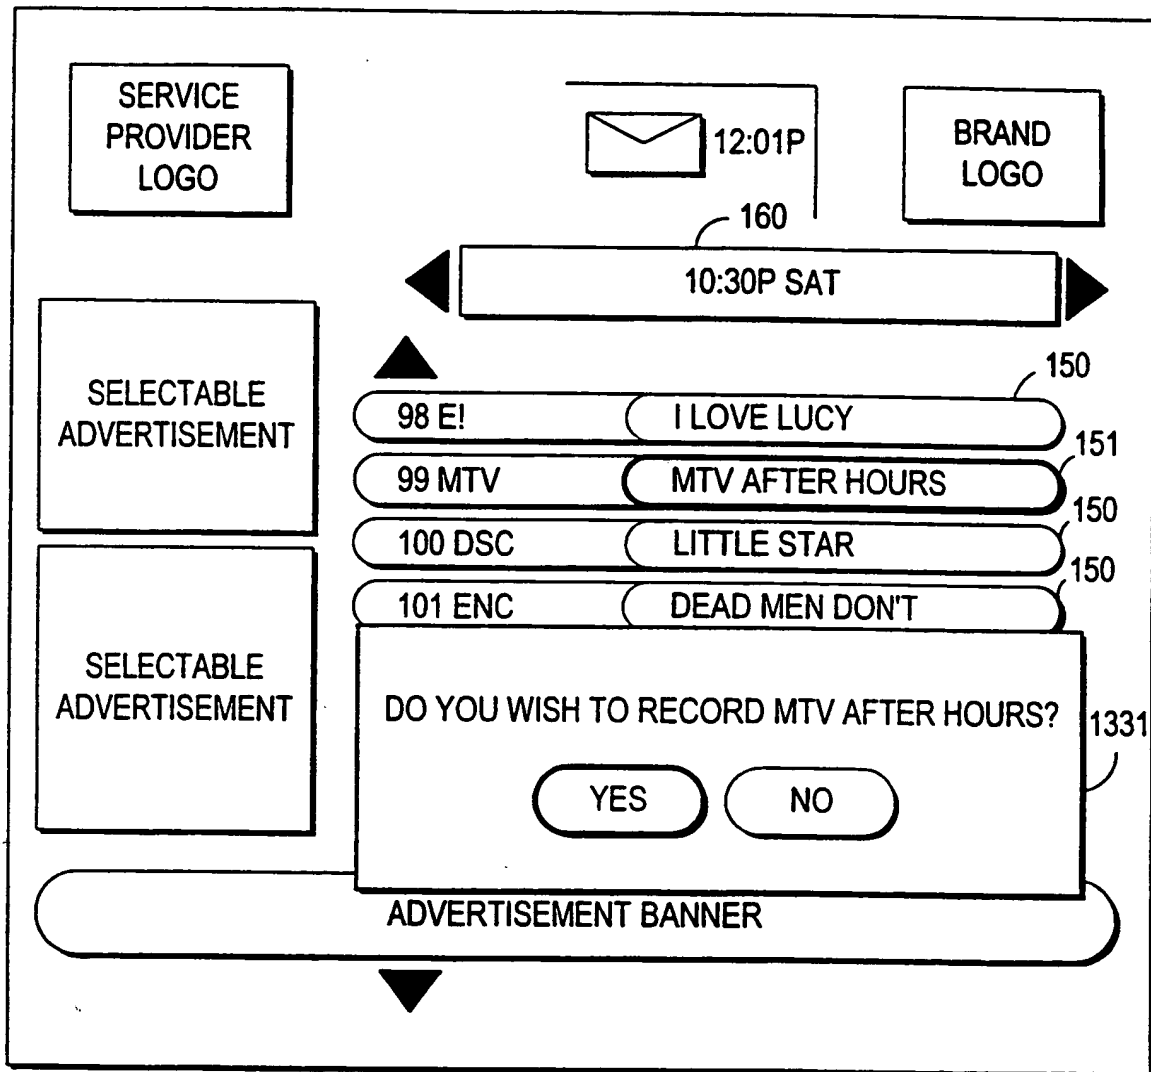 SERVICE
PROVIDER
LOGO
12:01P
BRAND
LOGO
160
10:30P SAT
SELECTABLE
ADVERTISEMENT
150
98 E! I LOVE LUCY
151
99 MTV MTV AFTER HOURS
150
100 DSC LITTLE STAR
150
101 ENC DEAD MEN DON'T
SELECTABLE
ADVERTISEMENT
DO YOU WISH TO RECORD MTV AFTER HOURS?
1331
YES NO
ADVERTISEMENT BANNER